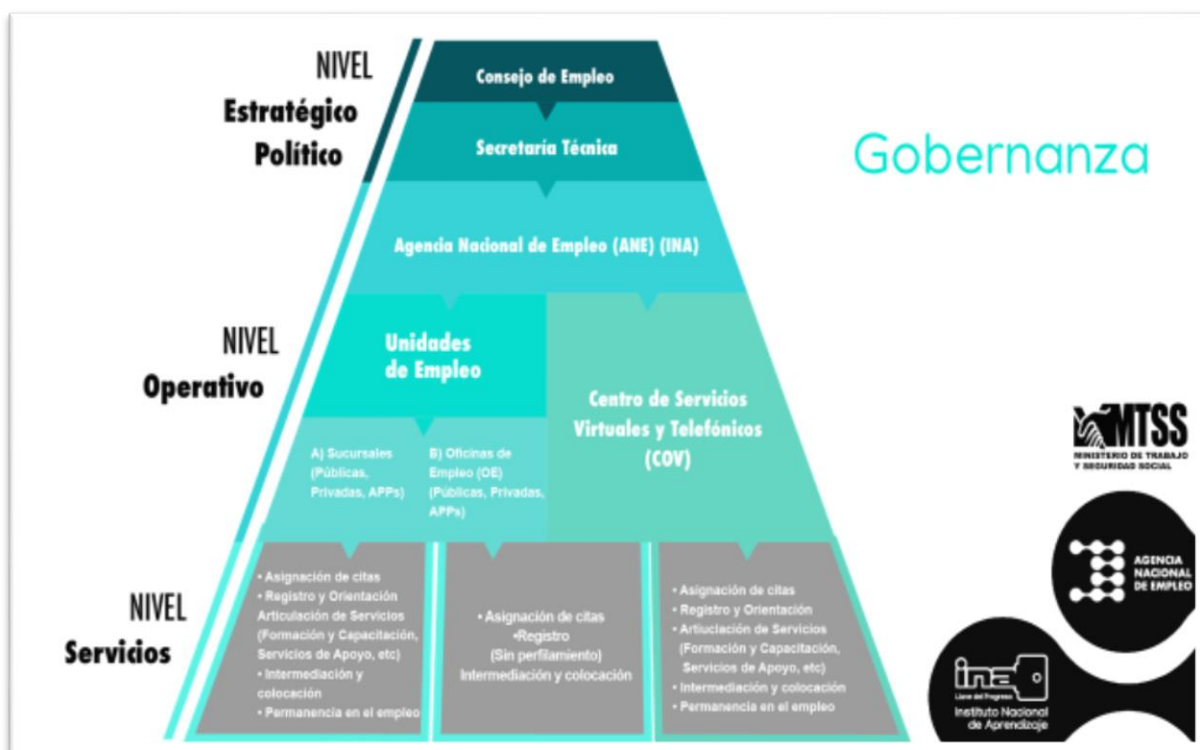 NIVEL
Estratégico
Político
Consejo de Empleo
Secretaría Técnica
Gobernanza
Agencia Nacional de Empleo (ANE) (INA)
NIVEL
Operativo
Unidades
de Empleo
Centro de Servicios
Virtuales y Telefónicos
(COV)
A) Sucursales
(Públicas,
Privadas, APPs)
B) Oficinas de
Empleo (OE)
(Públicas, Privadas,
APPs)
NIVEL
Servicios
• Asignación de citas
• Registro y Orientación
Articulación de Servicios
(Formación y Capacitación,
Servicios de Apoyo, etc)
• Intermediación y
colocación
• Permanencia en el empleo
• Asignación de citas
•Registro
(Sin perfilamiento)
Intermediación y colocación
• Asignación de citas
• Registro y Orientación
• Artiuclación de Servicios
(Formación y Capacitación,
Servicios de Apoyo, etc)
• Intermediación y colocación
• Permanencia en el empleo
MTSS
MINISTERIO DE TRABAJO
Y SEGURIDAD SOCIAL
AGENCIA
NACIONAL
DE EMPLEO
ina
Llave del Progreso
Instituto Nacional
de Aprendizaje